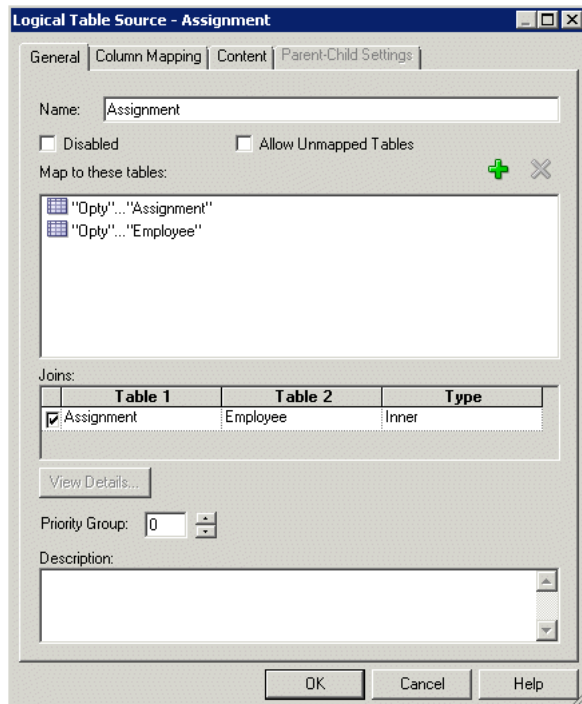 Logical Table Source - Assignment
General Column Mapping Content Parent-Child Settings
Name: Assignment
Disabled Allow Unmapped Tables
Map to these tables:
"Opty"..."Assignment"
"Opty"..."Employee"
Joins:
Table 1 Table 2 Type
Assignment Employee Inner
View Details...
Priority Group: 0
Description:
OK Cancel Help